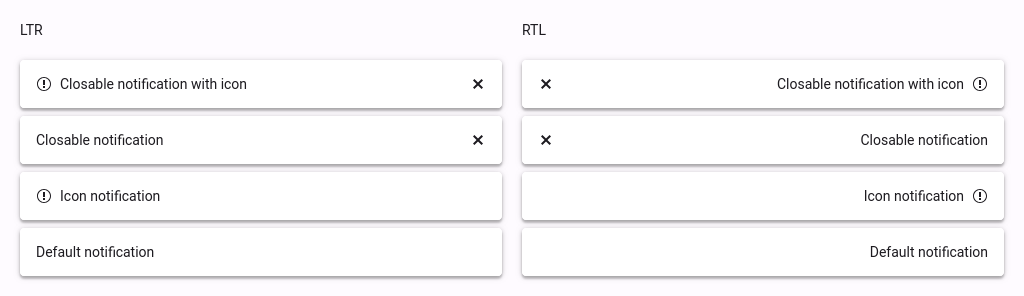 LTR
Closable notification with icon
Closable notification
Icon notification
Default notification
RTL
Closable notification with icon
Closable notification
Icon notification
Default notification